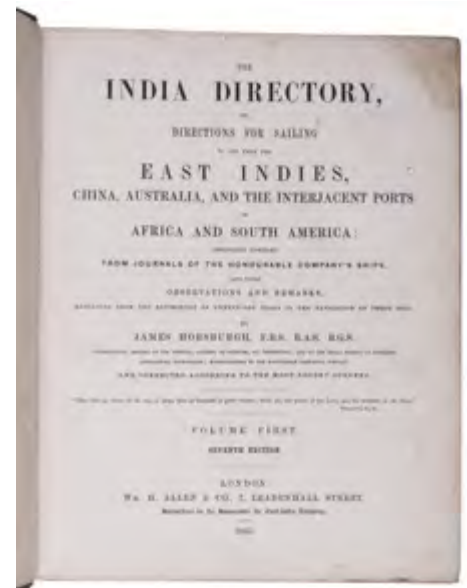 THE
INDIA DIRECTORY,
OR,
DIRECTIONS FOR SAILING
TO AND FROM THE
EAST INDIES,
CHINA, AUSTRALIA, AND THE INTERJACENT PORTS
OF
AFRICA AND SOUTH AMERICA:
FROM JOURNALS OF THE HONOURABLE COMPANY'S SHIPS,
OBSERVATIONS AND REMARKS,
BY
JAMES HORSBURGH, F.R.S. R.A.S. R.G.S.
AND CORRECTED ACCORDING TO THE MOST RECENT SURVEYS.
VOLUME FIRST
SEVENTH EDITION
LONDON
WM. H. ALLEN & CO. 7, LEADENHALL STREET,